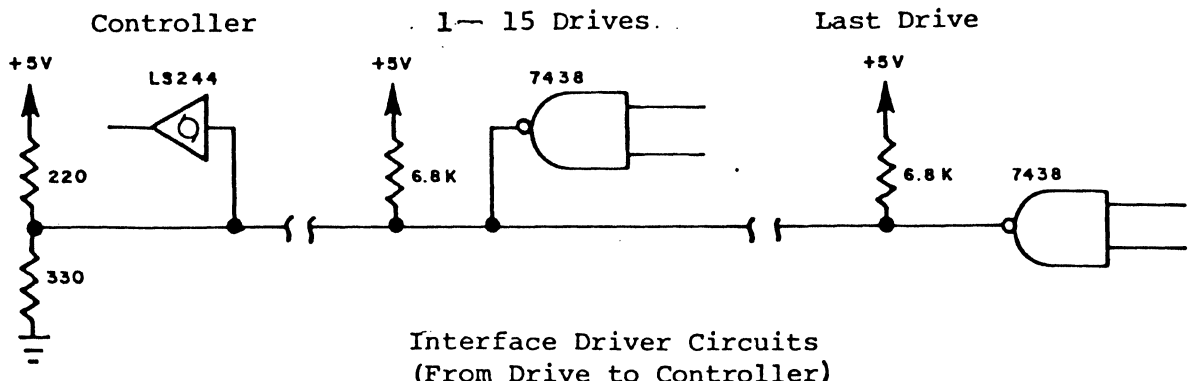 Controller
1— 15 Drives.
Last Drive
+5V
LS244
+5V
7438
+5V
220
6.8K
6.8K
7438
330
Interface Driver Circuits
(From Drive to Controller)